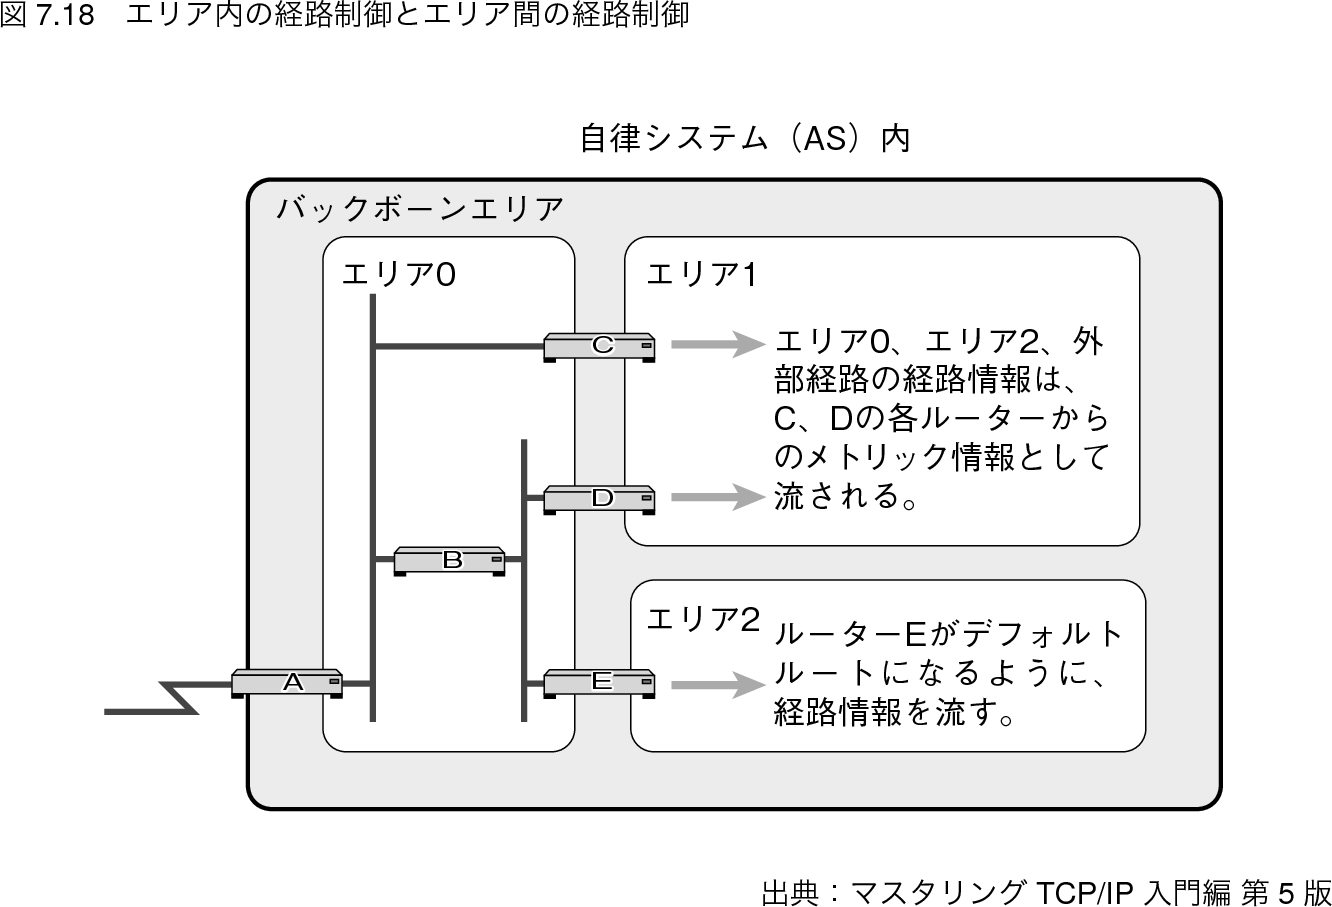 図 7.18 エリア内の経路制御とエリア間の経路制御
自律システム（AS）内
バックボーンエリア
エリア0
エリア1
C
エリア0、エリア2、外
部経路の経路情報は、
C、Dの各ルーターから
のメトリック情報として
流される。
D
B
エリア2
ルーターEがデフォルト
ルートになるように、
経路情報を流す。
A
E
出典：マスタリング TCP/IP 入門編 第 5 版